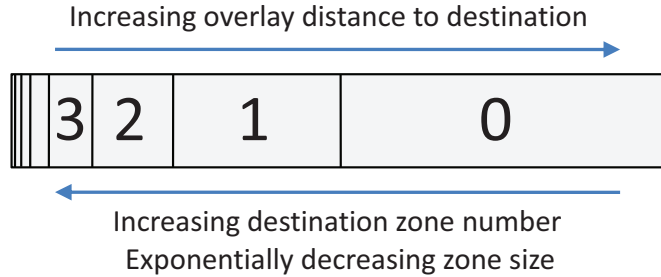 Increasing overlay distance to destination
3 2 1 0
Increasing destination zone number
Exponentially decreasing zone size